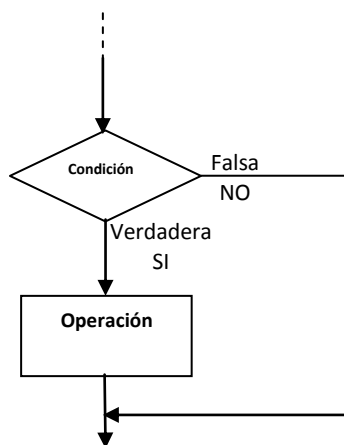 Condición
Falsa
NO
Verdadera
SI
Operación